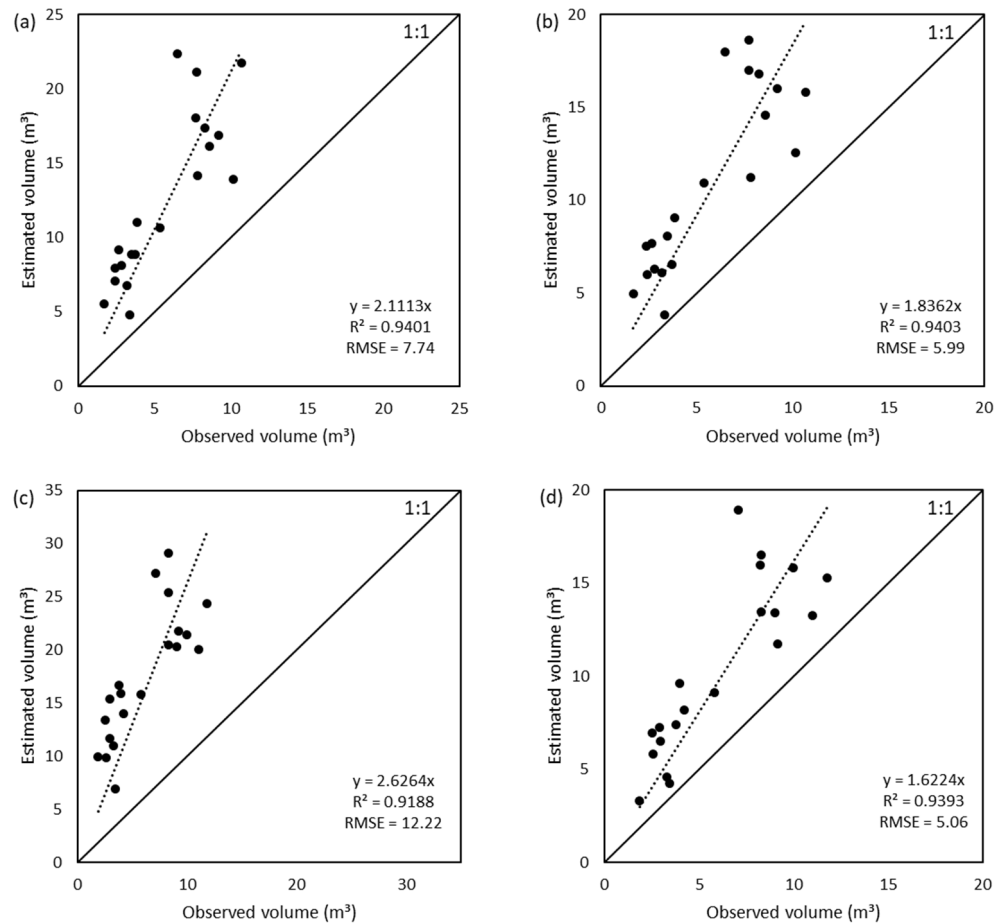 (a)
1:1
25
20
15
10
5
0
Estimated volume (m³)
y = 2.1113x
R² = 0.9401
RMSE = 7.74
0 5 10 15 20 25
Observed volume (m³)
(b)
1:1
20
15
10
5
0
Estimated volume (m³)
y = 1.8362x
R² = 0.9403
RMSE = 5.99
0 5 10 15 20
Observed volume (m³)
(c)
1:1
35
30
25
20
15
10
5
0
Estimated volume (m³)
y = 2.6264x
R² = 0.9188
RMSE = 12.22
0 10 20 30
Observed volume (m³)
(d)
1:1
20
15
10
5
0
Estimated volume (m³)
y = 1.6224x
R² = 0.9393
RMSE = 5.06
0 5 10 15 20
Observed volume (m³)